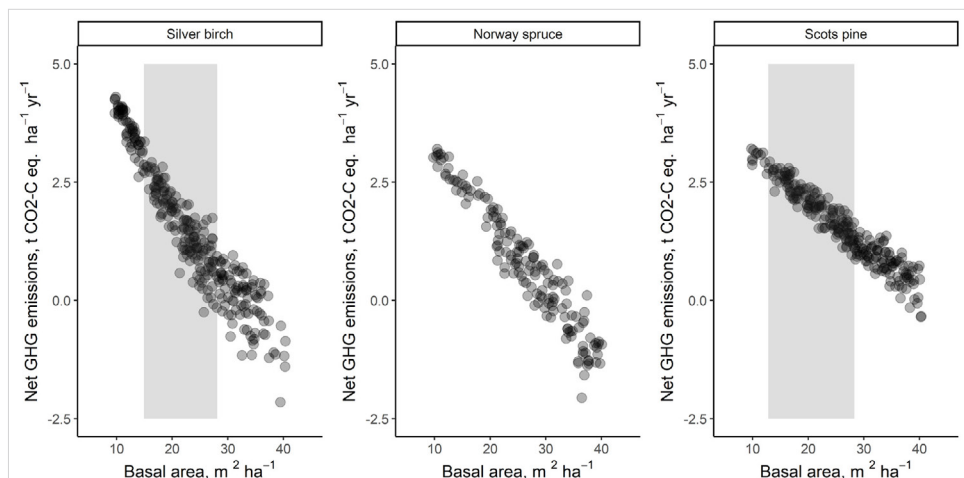 Silver birch
Norway spruce
Scots pine
Net GHG emissions, t CO2-C eq. ha⁻¹ yr⁻¹
5.0
2.5
0.0
-2.5
10 20 30 40
Basal area, m ² ha⁻¹
Net GHG emissions, t CO2-C eq. ha⁻¹ yr⁻¹
5.0
2.5
0.0
-2.5
10 20 30 40
Basal area, m ² ha⁻¹
Net GHG emissions, t CO2-C eq. ha⁻¹ yr⁻¹
5.0
2.5
0.0
-2.5
10 20 30 40
Basal area, m ² ha⁻¹